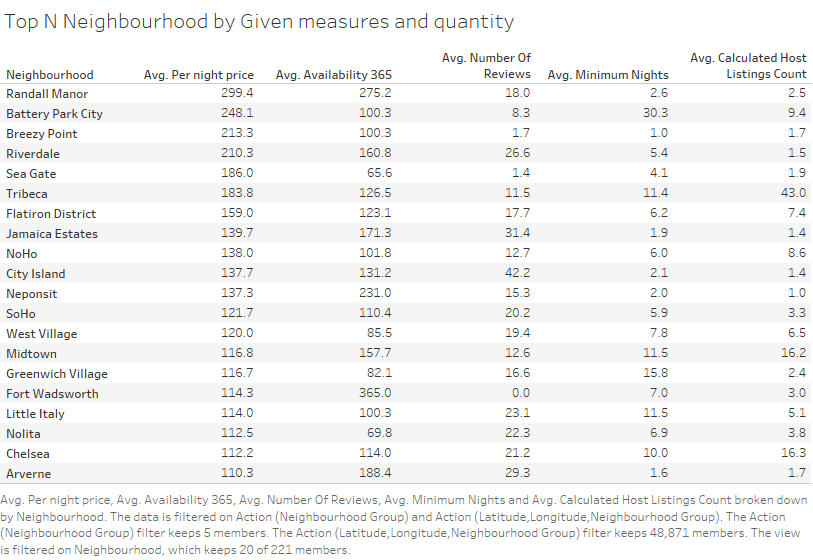 Top N Neighbourhood by Given measures and quantity
Neighbourhood Avg. Per night price Avg. Availability 365 Avg. Number Of Reviews Avg. Minimum Nights Avg. Calculated Host Listings Count
Randall Manor 299.4 275.2 18.0 2.6 2.5
Battery Park City 248.1 100.3 8.3 30.3 9.4
Breezy Point 213.3 100.3 1.7 1.0 1.7
Riverdale 210.3 160.8 26.6 5.4 1.5
Sea Gate 186.0 65.6 1.4 4.1 1.9
Tribeca 183.8 126.5 11.5 11.4 43.0
Flatiron District 159.0 123.1 17.7 6.2 7.4
Jamaica Estates 139.7 171.3 31.4 1.9 1.4
NoHo 138.0 101.8 12.7 6.0 8.6
City Island 137.7 131.2 42.2 2.1 1.4
Neponsit 137.3 231.0 15.3 2.0 1.0
SoHo 121.7 110.4 20.2 5.9 3.3
West Village 120.0 85.5 19.4 7.8 6.5
Midtown 116.8 157.7 12.6 11.5 16.2
Greenwich Village 116.7 82.1 16.6 15.8 2.4
Fort Wadsworth 114.3 365.0 0.0 7.0 3.0
Little Italy 114.0 100.3 23.1 11.5 5.1
Nolita 112.5 69.8 22.3 6.9 3.8
Chelsea 112.2 114.0 21.2 10.0 16.3
Arverne 110.3 188.4 29.3 1.6 1.7
Avg. Per night price, Avg. Availability 365, Avg. Number Of Reviews, Avg. Minimum Nights and Avg. Calculated Host Listings Count broken down
by Neighbourhood. The data is filtered on Action (Neighbourhood Group) and Action (Latitude,Longitude,Neighbourhood Group). The Action
(Neighbourhood Group) filter keeps 5 members. The Action (Latitude,Longitude,Neighbourhood Group) filter keeps 48,871 members. The view
is filtered on Neighbourhood, which keeps 20 of 221 members.